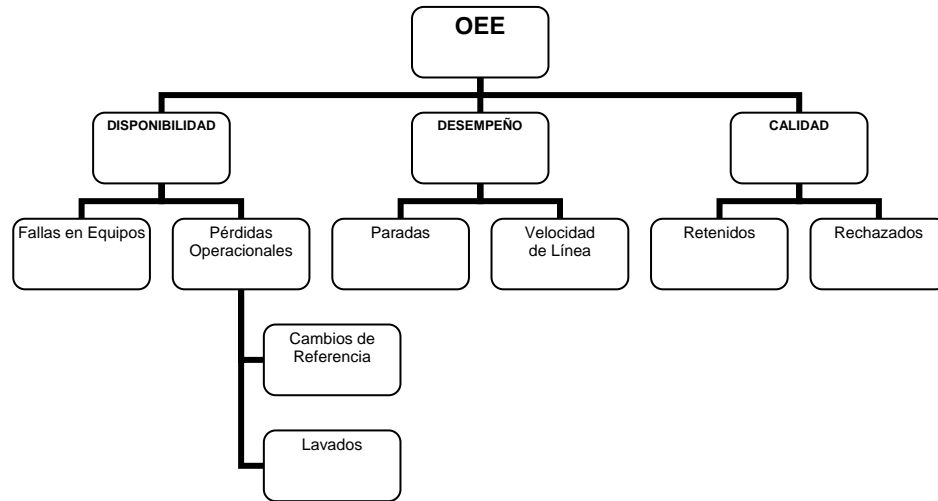 OEE
DISPONIBILIDAD
DESEMPEÑO
CALIDAD
Fallas en Equipos
Pérdidas
Operacionales
Paradas
Velocidad
de Línea
Retenidos
Rechazados
Cambios de
Referencia
Lavados